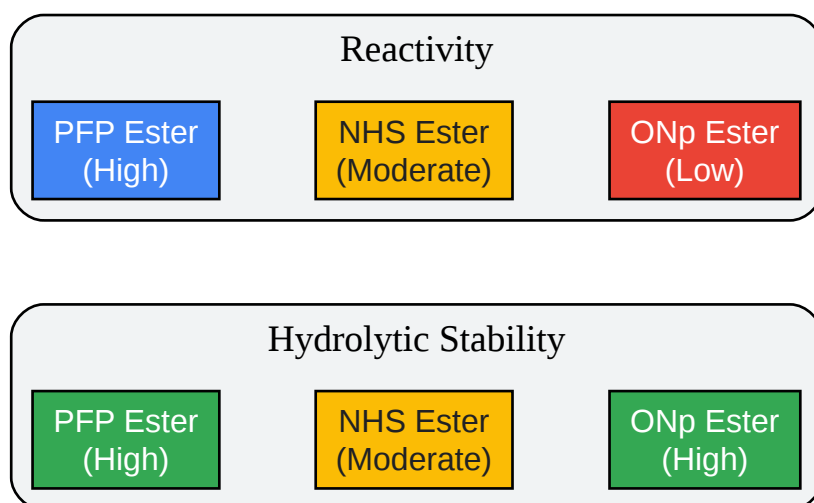 Reactivity
PFP Ester
(High)
NHS Ester
(Moderate)
ONp Ester
(Low)
Hydrolytic Stability
PFP Ester
(High)
NHS Ester
(Moderate)
ONp Ester
(High)